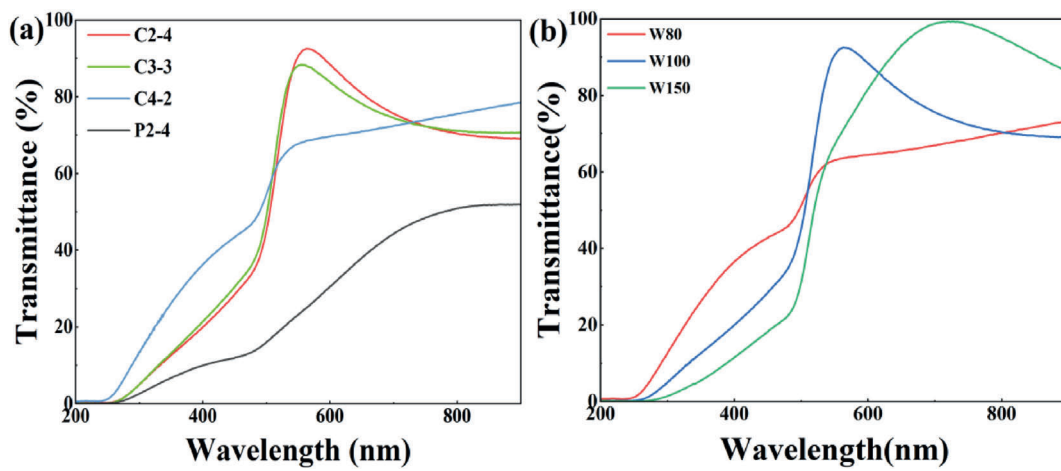 (a)
C2-4
C3-3
C4-2
P2-4
Transmittance (%)
100
80
60
40
20
0
200 400 600 800
Wavelength (nm)
(b)
W80
W100
W150
Transmittance(%)
100
80
60
40
20
0
200 400 600 800
Wavelength(nm)